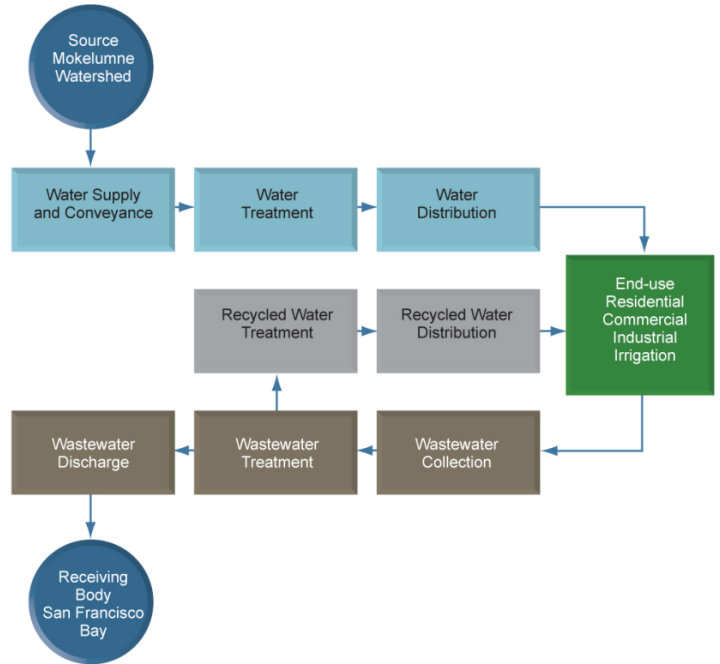 Source
Mokelumne
Watershed
Water Supply
and Conveyance
Water
Treatment
Water
Distribution
End-use
Residential
Commercial
Industrial
Irrigation
Recycled Water
Treatment
Recycled Water
Distribution
Wastewater
Discharge
Wastewater
Treatment
Wastewater
Collection
Receiving
Body
San Francisco
Bay